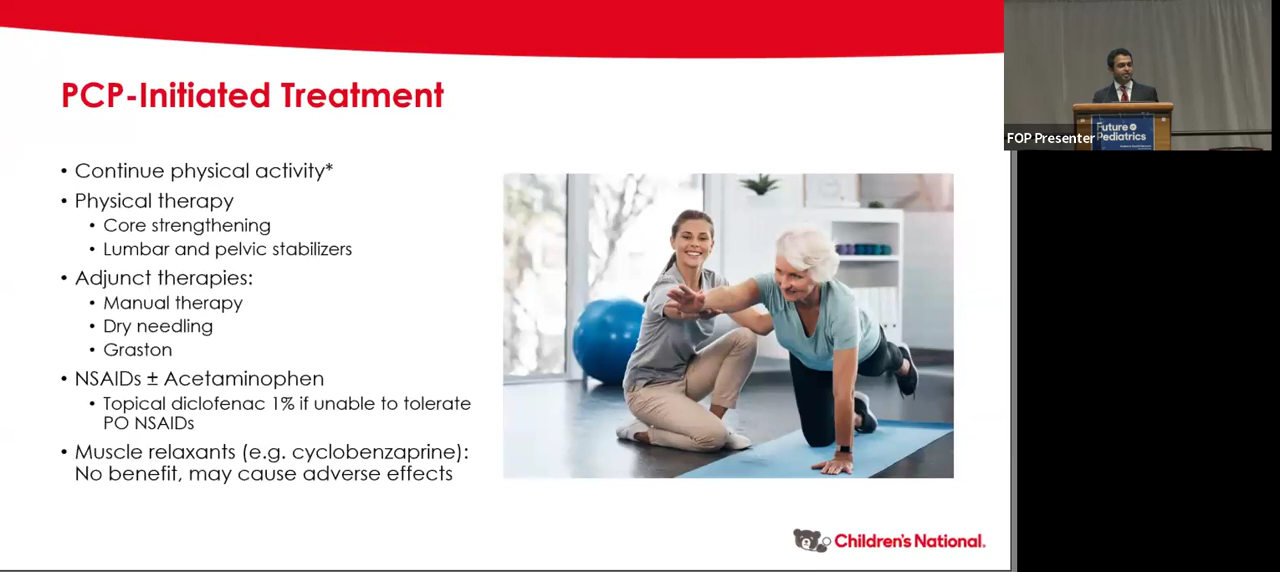 PCP-Initiated Treatment
• Continue physical activity*
• Physical therapy
• Core strengthening
• Lumbar and pelvic stabilizers
• Adjunct therapies:
• Manual therapy
• Dry needling
• Graston
• NSAIDs ± Acetaminophen
• Topical diclofenac 1% if unable to tolerate
PO NSAIDs
• Muscle relaxants (e.g. cyclobenzaprine):
No benefit, may cause adverse effects
Children's National.
FOP Presenter
Future of
Pediatrics